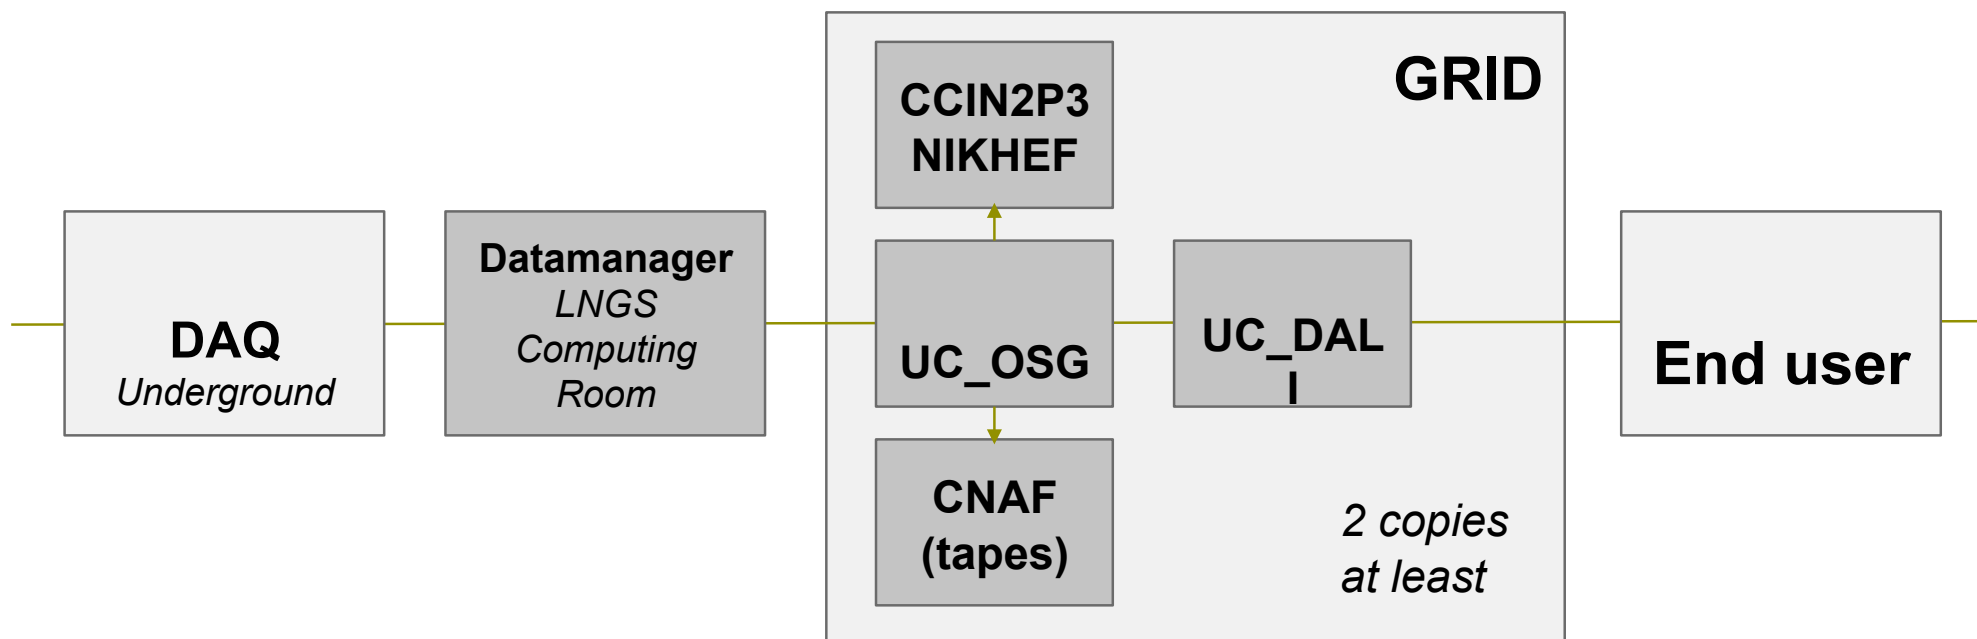 DAQ
Underground
Datamanager
LNGS
Computing
Room
GRID
CCIN2P3
NIKHEF
UC_OSG
CNAF
(tapes)
UC_DAL
I
2 copies
at least
End user